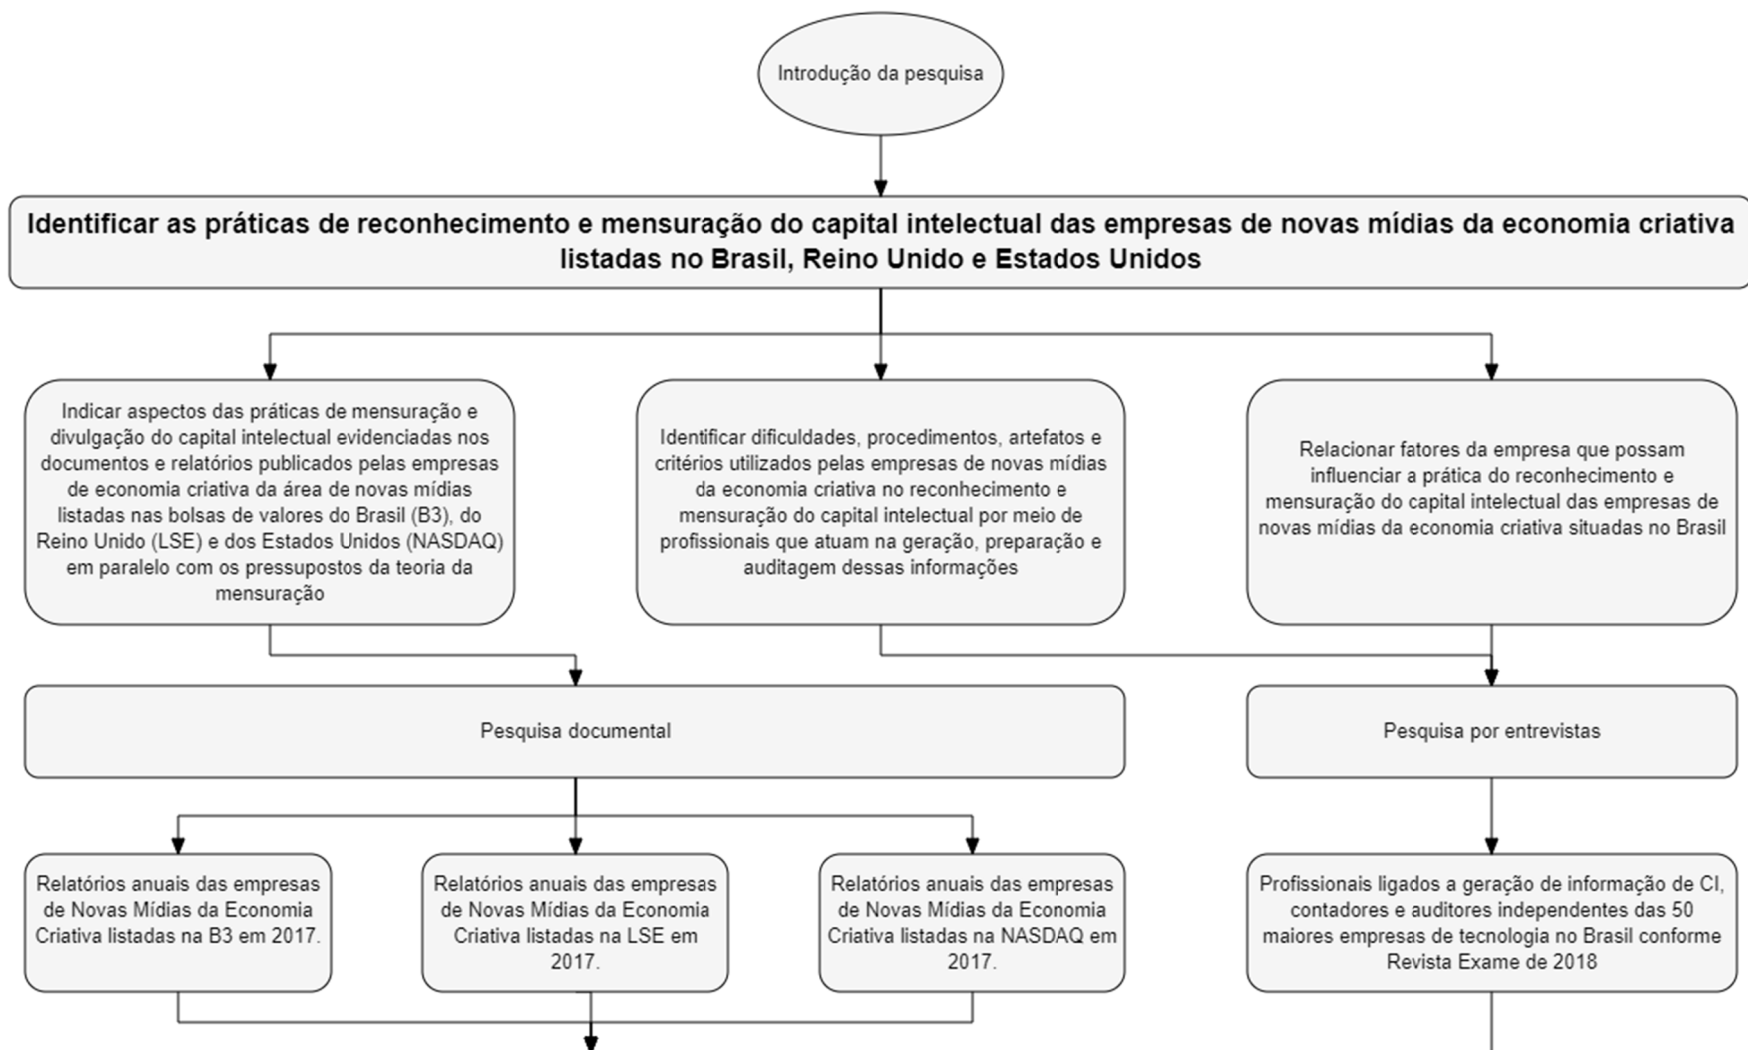 Introdução da pesquisa
Identificar as práticas de reconhecimento e mensuração do capital intelectual das empresas de novas mídias da economia criativa
listadas no Brasil, Reino Unido e Estados Unidos
Indicar aspectos das práticas de mensuração e
divulgação do capital intelectual evidenciadas nos
documentos e relatórios publicados pelas empresas
de economia criativa da área de novas mídias
listadas nas bolsas de valores do Brasil (B3), do
Reino Unido (LSE) e dos Estados Unidos (NASDAQ)
em paralelo com os pressupostos da teoria da
mensuração
Identificar dificuldades, procedimentos, artefatos e
critérios utilizados pelas empresas de novas mídias
da economia criativa no reconhecimento e
mensuração do capital intelectual por meio de
profissionais que atuam na geração, preparação e
auditagem dessas informações
Relacionar fatores da empresa que possam
influenciar a prática do reconhecimento e
mensuração do capital intelectual das empresas de
novas mídias da economia criativa situadas no Brasil
Pesquisa documental
Pesquisa por entrevistas
Relatórios anuais das empresas
de Novas Mídias da Economia
Criativa listadas na B3 em 2017.
Relatórios anuais das empresas
de Novas Mídias da Economia
Criativa listadas na LSE em
2017.
Relatórios anuais das empresas
de Novas Mídias da Economia
Criativa listadas na NASDAQ em
2017.
Profissionais ligados a geração de informação de CI,
contadores e auditores independentes das 50
maiores empresas de tecnologia no Brasil conforme
Revista Exame de 2018